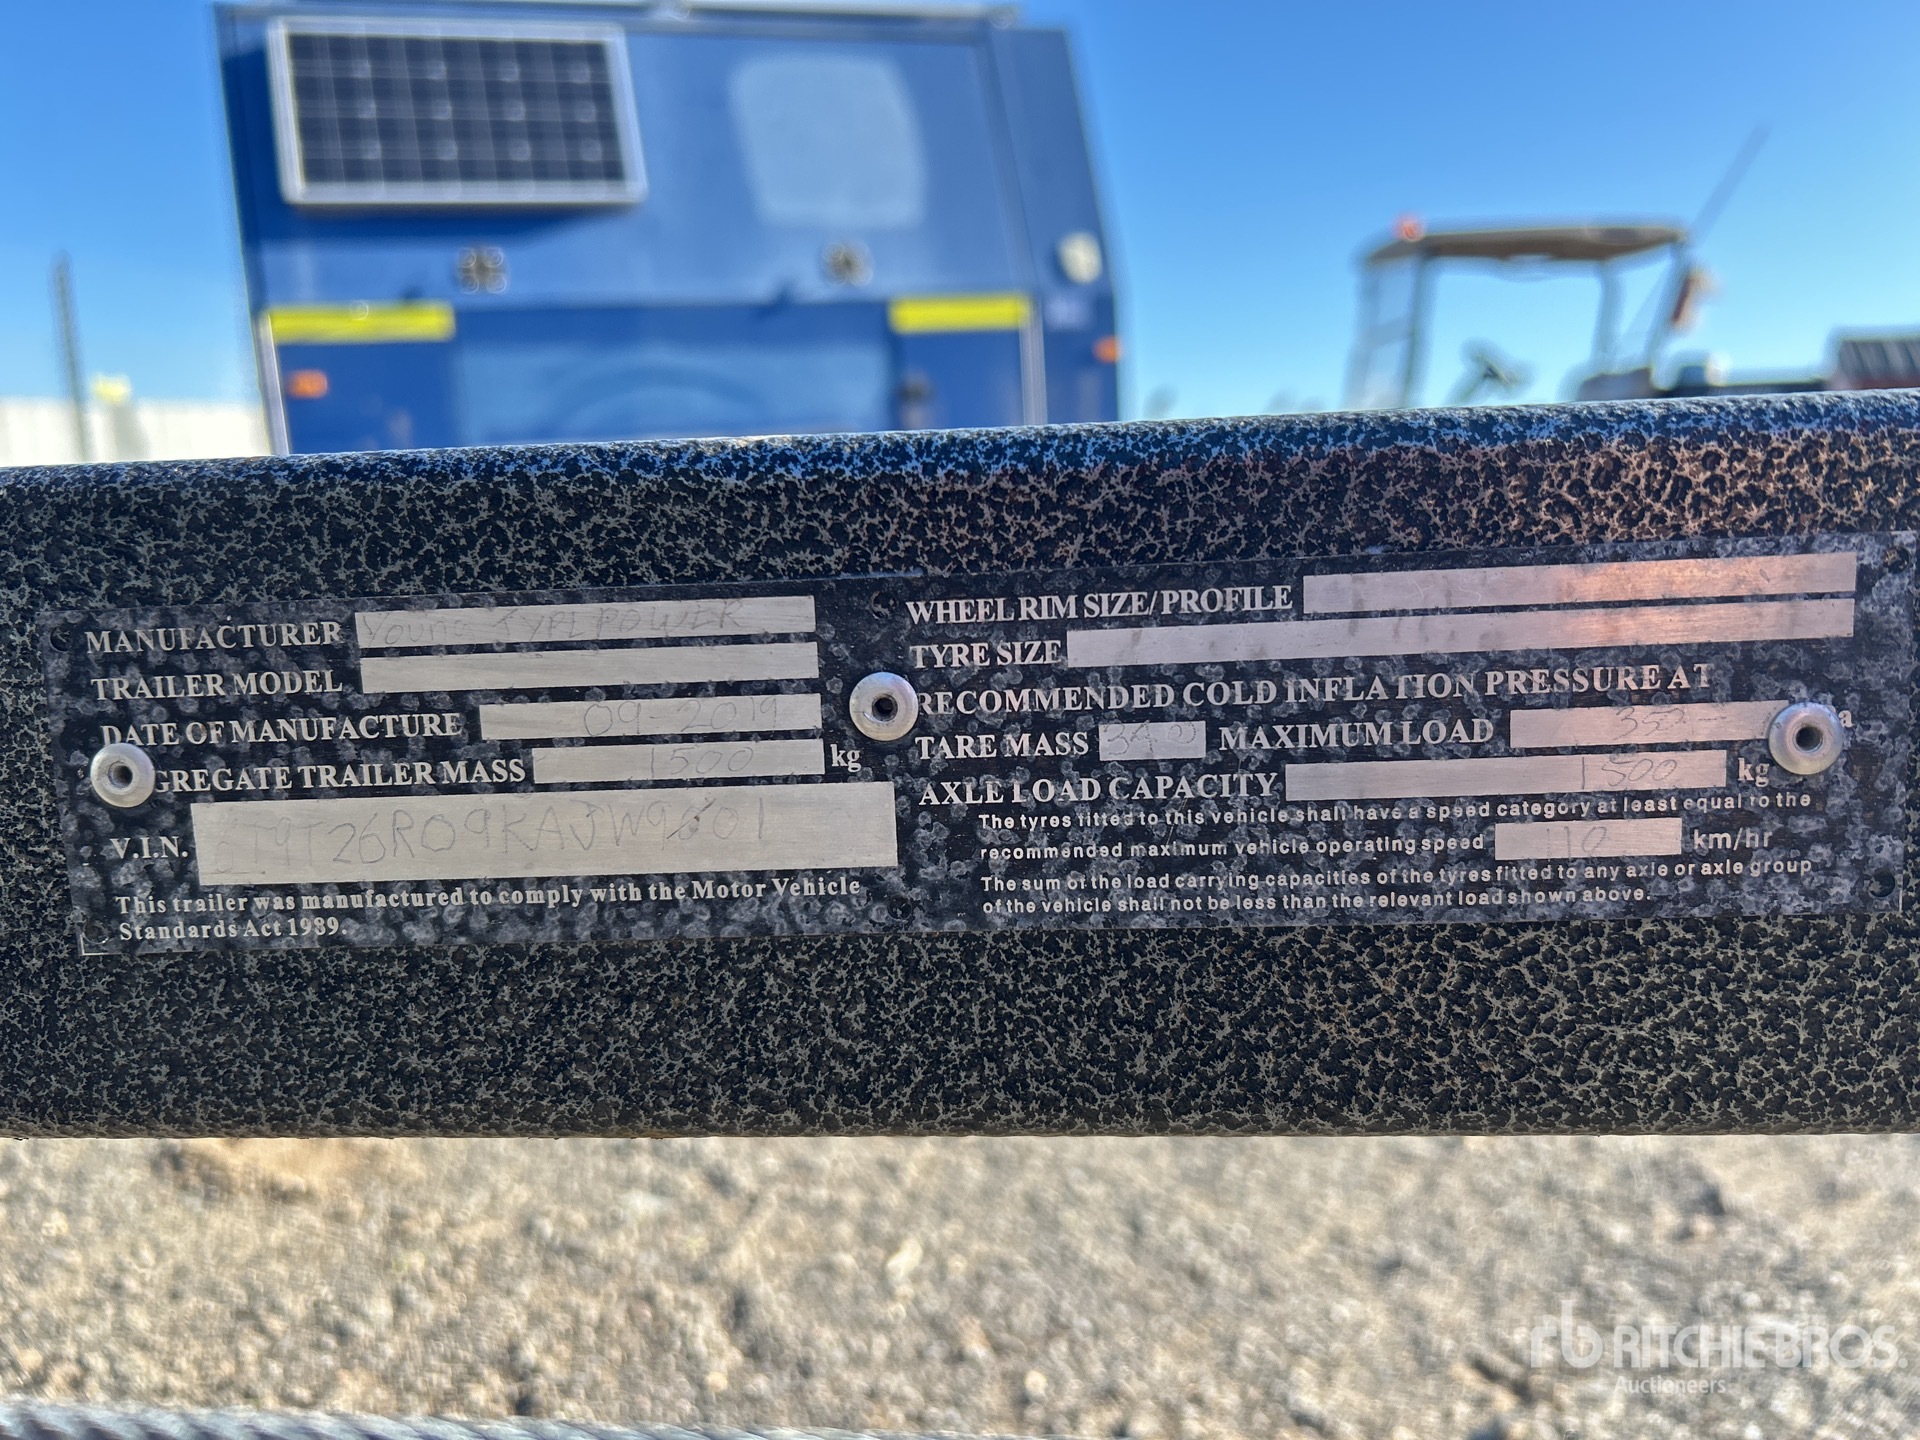 MANUFACTURER
TRAILER MODEL
DATE OF MANUFACTURE 09-2019
GREGATE TRAILER MASS 1500 kg
V.I.N.
This trailer was manufactured to comply with the Motor Vehicle
Standards Act 1989.
WHEEL RIM SIZE/PROFILE
TYRE SIZE
RECOMMENDED COLD INFLATION PRESSURE AT
TARE MASS 340 MAXIMUM LOAD
AXLE LOAD CAPACITY 1500 kg
The tyres fitted to this vehicle shall have a speed category at least equal to the
recommended maximum vehicle operating speed 110 km/hr
The sum of the load carrying capacities of the tyres fitted to any axle or axle group
of the vehicle shall not be less than the relevant load shown above.
rb RITCHIE BROS.
Auctioneers